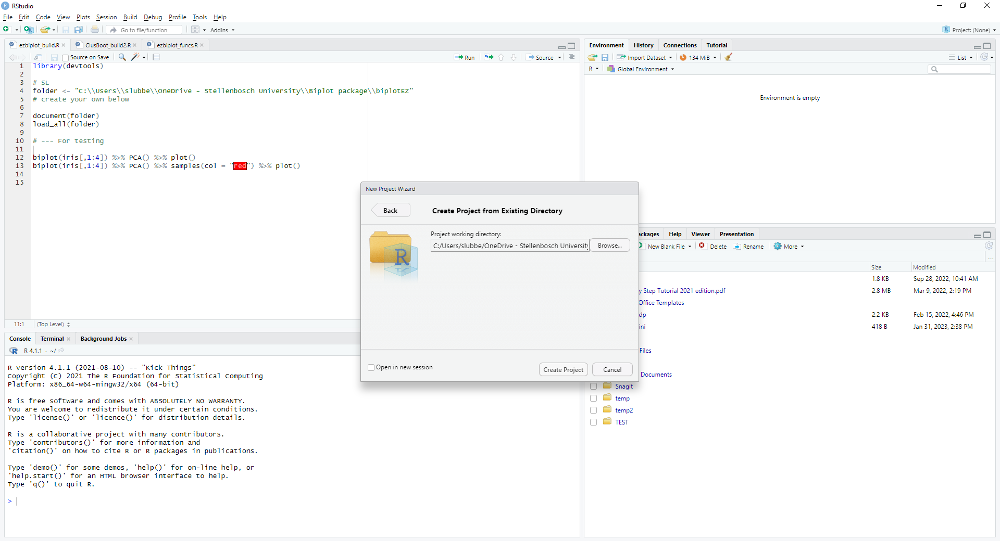 RStudio
File Edit Code View Plots Session Build Debug Profile Tools Help
Go to file/function Addins Project: (None)
ezbiplot_build.R ClusBoot_build2.R ezbiplot_funcs.R
Source on Save Run Source
1 library(devtools)
2
3 # SL
4 folder <- "C:\\Users\\slubbe\\OneDrive - Stellenbosch University\\Biplot package\\biplotEZ"
5 # create your own below
6
7 document(folder)
8 load_all(folder)
9
10 # --- For testing
11
12 biplot(iris[,1:4]) %>% PCA() %>% plot()
13 biplot(iris[,1:4]) %>% PCA() %>% samples(col = "red") %>% plot()
14
15
11:1 (Top Level)
Console Terminal Background Jobs
R 4.1.1 · ~/
R version 4.1.1 (2021-08-10) -- "Kick Things"
Copyright (C) 2021 The R Foundation for Statistical Computing
Platform: x86_64-w64-mingw32/x64 (64-bit)
R is free software and comes with ABSOLUTELY NO WARRANTY.
You are welcome to redistribute it under certain conditions.
Type 'license()' or 'licence()' for distribution details.
R is a collaborative project with many contributors.
Type 'contributors()' for more information and
'citation()' on how to cite R or R packages in publications.
Type 'demo()' for some demos, 'help()' for on-line help, or
'help.start()' for an HTML browser interface to help.
Type 'q()' to quit R.
>
New Project Wizard
Back Create Project from Existing Directory
Project working directory:
C:/Users/slubbe/OneDrive - Stellenbosch University Browse...
R
Open in new session Create Project Cancel
Environment History Connections Tutorial
Import Dataset 134 MiB List
R Global Environment
Environment is empty
ackages Help Viewer Presentation
New Blank File Delete Rename More
...
Size Modified
1.8 KB Sep 28, 2022, 10:41 AM
y Step Tutorial 2021 edition.pdf 2.8 MB Mar 9, 2022, 2:19 PM
Office Templates
dp 2.2 KB Feb 15, 2022, 4:46 PM
ini 418 B Jan 31, 2023, 2:38 PM
Files
Documents
Snagit
temp
temp2
TEST